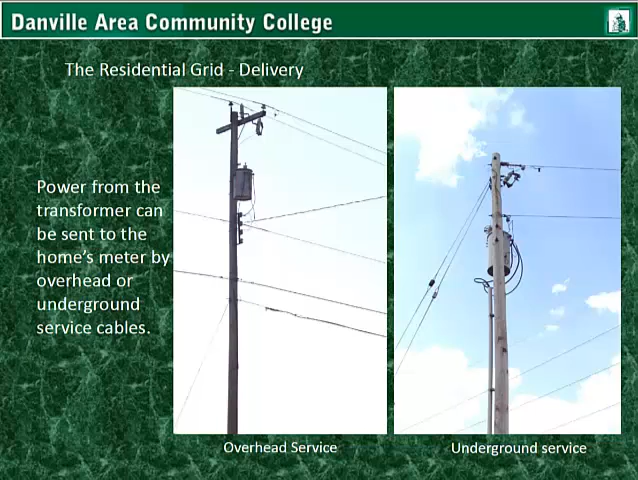 Danville Area Community College
The Residential Grid - Delivery
Power from the
transformer can
be sent to the
home's meter by
overhead or
underground
service cables.
Overhead Service
Underground service